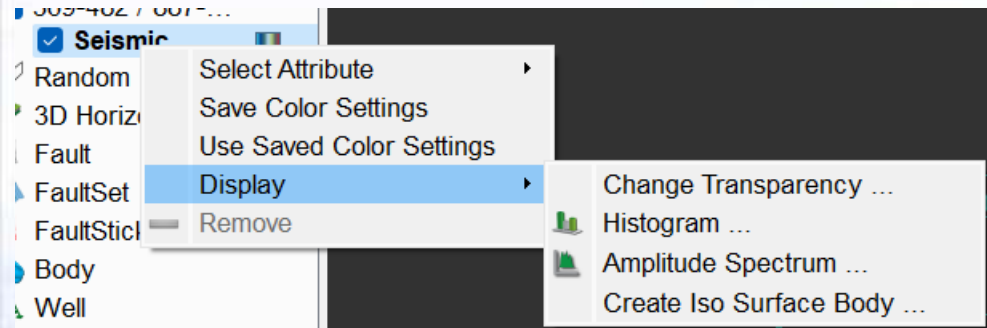 Seismic
Random
3D Horiz
Fault
FaultSet
FaultStick
Body
Well
Select Attribute
Save Color Settings
Use Saved Color Settings
Display
Remove
Change Transparency ...
Histogram ...
Amplitude Spectrum ...
Create Iso Surface Body ...